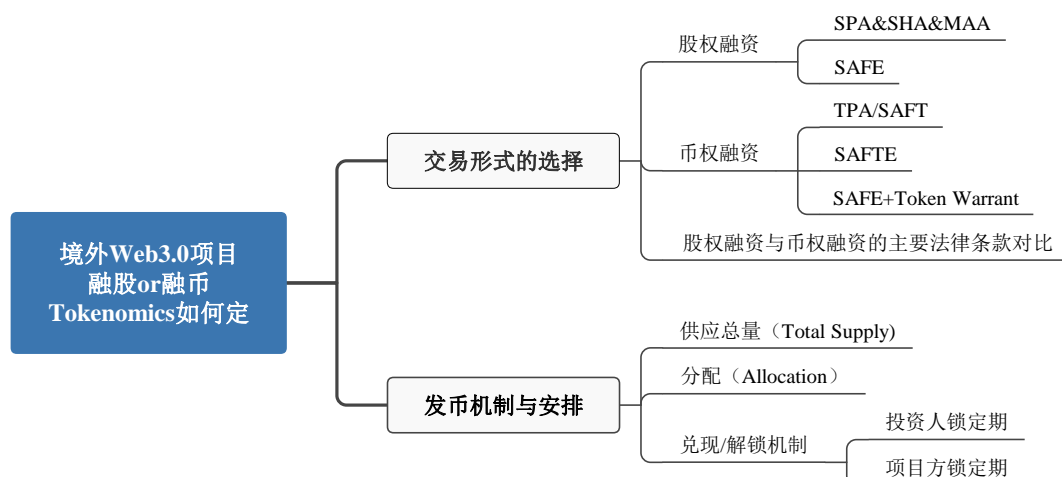 境外Web3.0项目
融股or融币
Tokenomics如何定
交易形式的选择
股权融资
SPA&SHA&MAA
SAFE
币权融资
TPA/SAFT
SAFTE
SAFE+Token Warrant
股权融资与币权融资的主要法律条款对比
发币机制与安排
供应总量（Total Supply)
分配（Allocation）
兑现/解锁机制
投资人锁定期
项目方锁定期